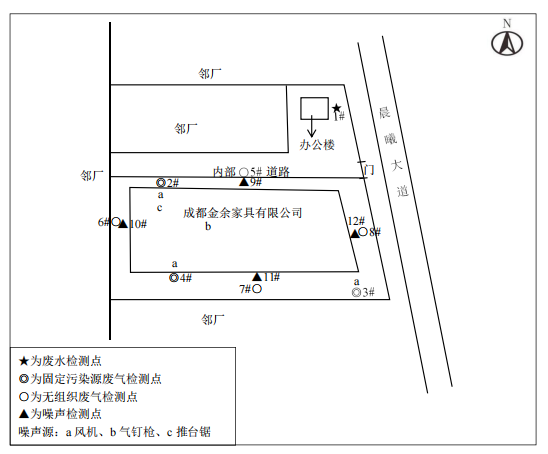 N
邻厂
1#
邻厂
办公楼
晨曦大道
邻厂
内部 ○5# 道路
门
◎2#
▲9#
a
c
成都金余家具有限公司
b
6#○
▲10#
12#
▲○8#
a
a
◎4#
▲11#
7#○
◎3#
邻厂
★为废水检测点
◎为固定污染源废气检测点
○为无组织废气检测点
▲为噪声检测点
噪声源：a 风机、b 气钉枪、c 推台锯